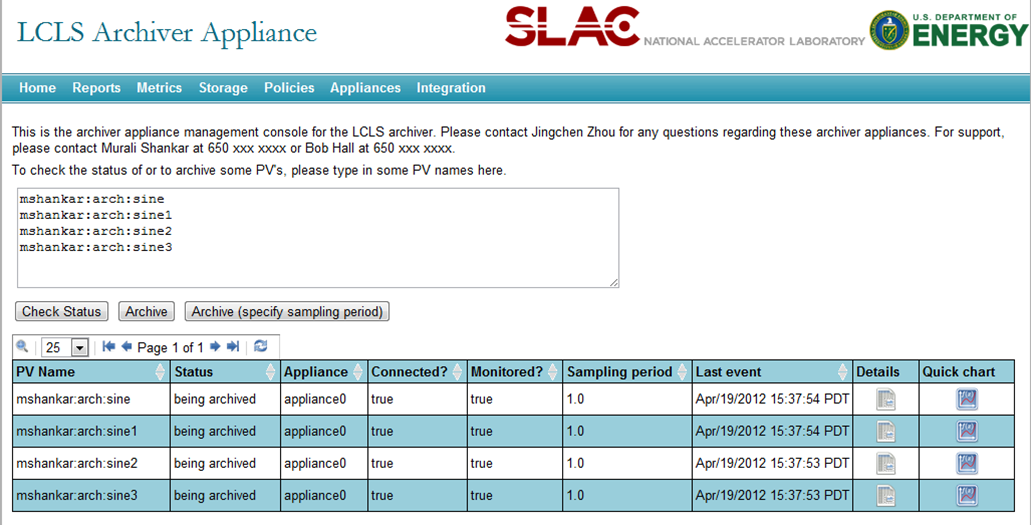 LCLS Archiver Appliance
SLAC NATIONAL ACCELERATOR LABORATORY
U.S. DEPARTMENT OF
ENERGY
Home Reports Metrics Storage Policies Appliances Integration
This is the archiver appliance management console for the LCLS archiver. Please contact Jingchen Zhou for any questions regarding these archiver appliances. For support,
please contact Murali Shankar at 650 xxx xxxx or Bob Hall at 650 xxx xxxx.
To check the status of or to archive some PV's, please type in some PV names here.
mshankar:arch:sine
mshankar:arch:sine1
mshankar:arch:sine2
mshankar:arch:sine3
Check Status Archive Archive (specify sampling period)
25 Page 1 of 1
PV Name Status Appliance Connected? Monitored? Sampling period Last event Details Quick chart
mshankar:arch:sine being archived appliance0 true true 1.0 Apr/19/2012 15:37:54 PDT
mshankar:arch:sine1 being archived appliance0 true true 1.0 Apr/19/2012 15:37:54 PDT
mshankar:arch:sine2 being archived appliance0 true true 1.0 Apr/19/2012 15:37:53 PDT
mshankar:arch:sine3 being archived appliance0 true true 1.0 Apr/19/2012 15:37:53 PDT